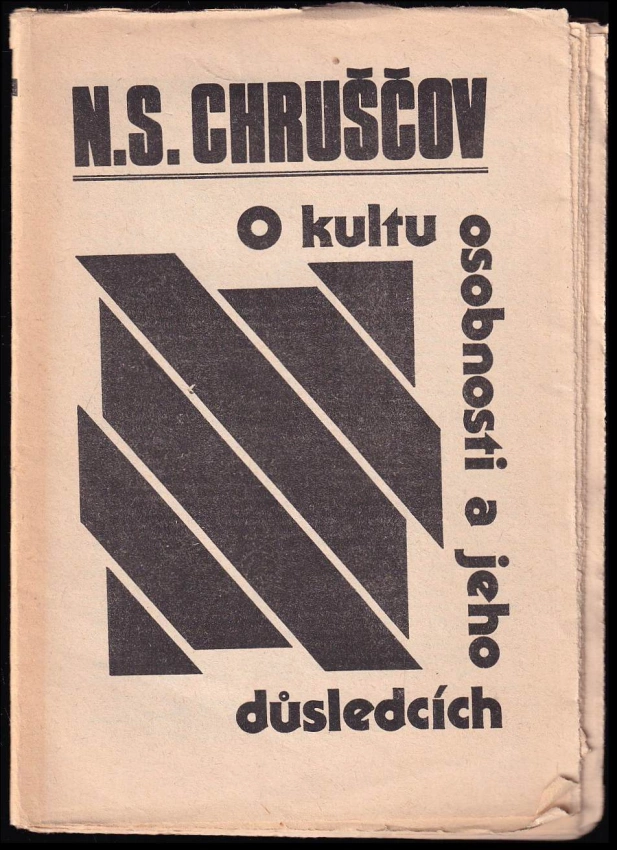 N.S. CHRUŠČOV
O kultu
osobnosti a jeho
důsledcích